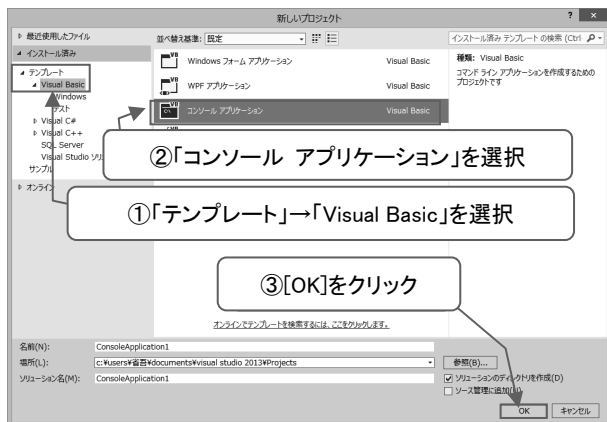 新しいプロジェクト
? ×
▷ 最近使用したファイル
並べ替え基準: 既定
インストール済み テンプレート の検索 (Ctrl
▲ インストール済み
▲ テンプレート
▲ Visual Basic
Windows
テスト
▷ Visual C#
▷ Visual C++
SQL Server
Visual Studio ソリ
サンプル
▷ オンライン
Windows フォーム アプリケーション Visual Basic
WPF アプリケーション Visual Basic
コンソール アプリケーション Visual Basic
種類: Visual Basic
コマンド ライン アプリケーションを作成するための
プロジェクトです
②「コンソール アプリケーション」を選択
①「テンプレート」→「Visual Basic」を選択
③[OK]をクリック
オンラインでテンプレートを検索するには、ここをクリックします。
名前(N): ConsoleApplication1
場所(L): c:¥users¥省吾¥documents¥visual studio 2013¥Projects
参照(B)...
ソリューション名(M): ConsoleApplication1
ソリューションのディレクトリを作成(D)
ソース管理に追加(U)
OK キャンセル